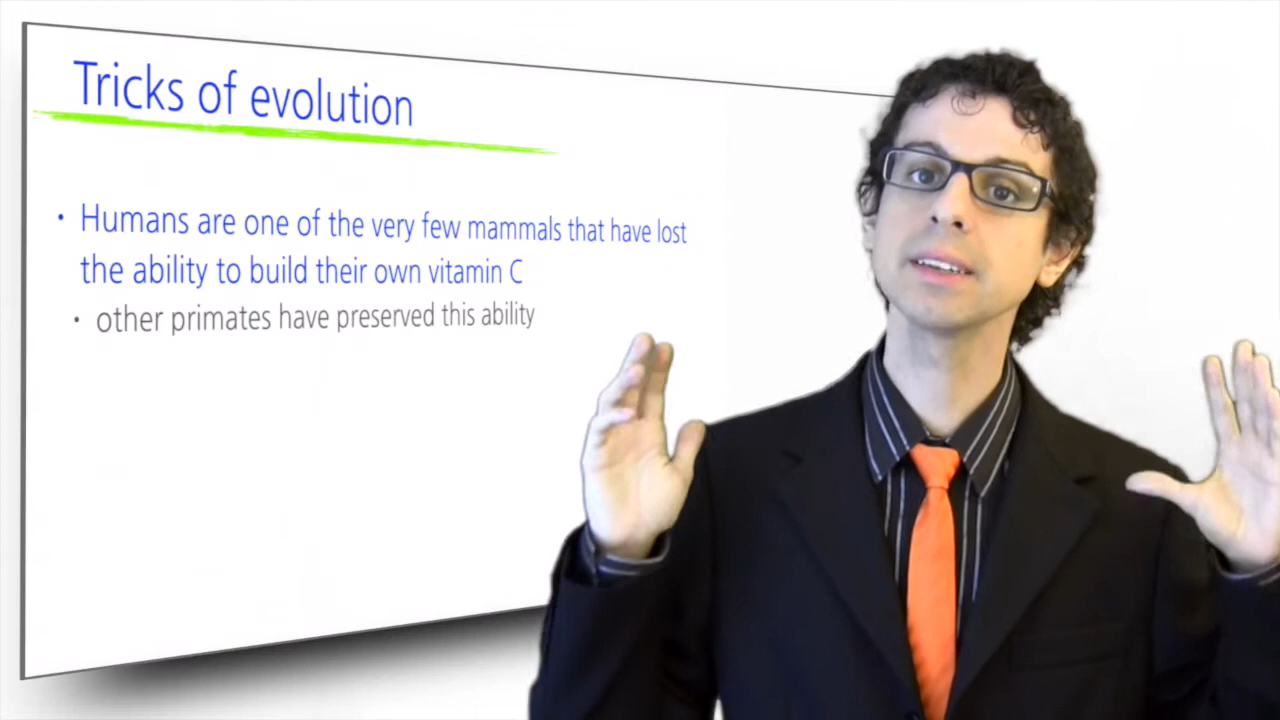 Tricks of evolution
• Humans are one of the very few mammals that have lost
the ability to build their own vitamin C
• other primates have preserved this ability